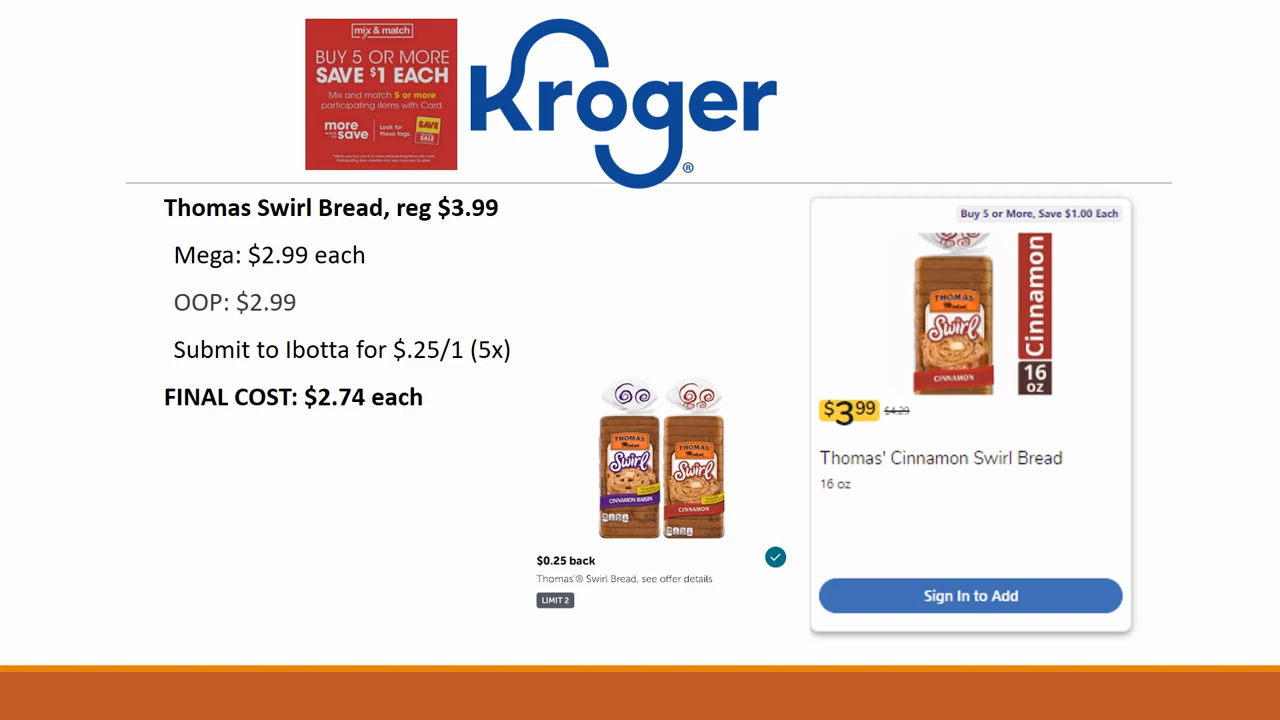 mix & match
BUY 5 OR MORE
SAVE $1 EACH
Mix and match 5 or more
participating items with Card.
more
ways to
save
Look for
these tags.
SAVE
SALE
Kroger
®
Thomas Swirl Bread, reg $3.99
Mega: $2.99 each
OOP: $2.99
Submit to Ibotta for $.25/1 (5x)
FINAL COST: $2.74 each
THOMAS'
Swirl
CINNAMON RAISIN
THOMAS'
Swirl
CINNAMON
$0.25 back
Thomas'® Swirl Bread, see offer details
LIMIT 2
Buy 5 or More, Save $1.00 Each
THOMAS'
Swirl
CINNAMON
Cinnamon
16
OZ
$3.99 $4.29
Thomas' Cinnamon Swirl Bread
16 oz
Sign In to Add